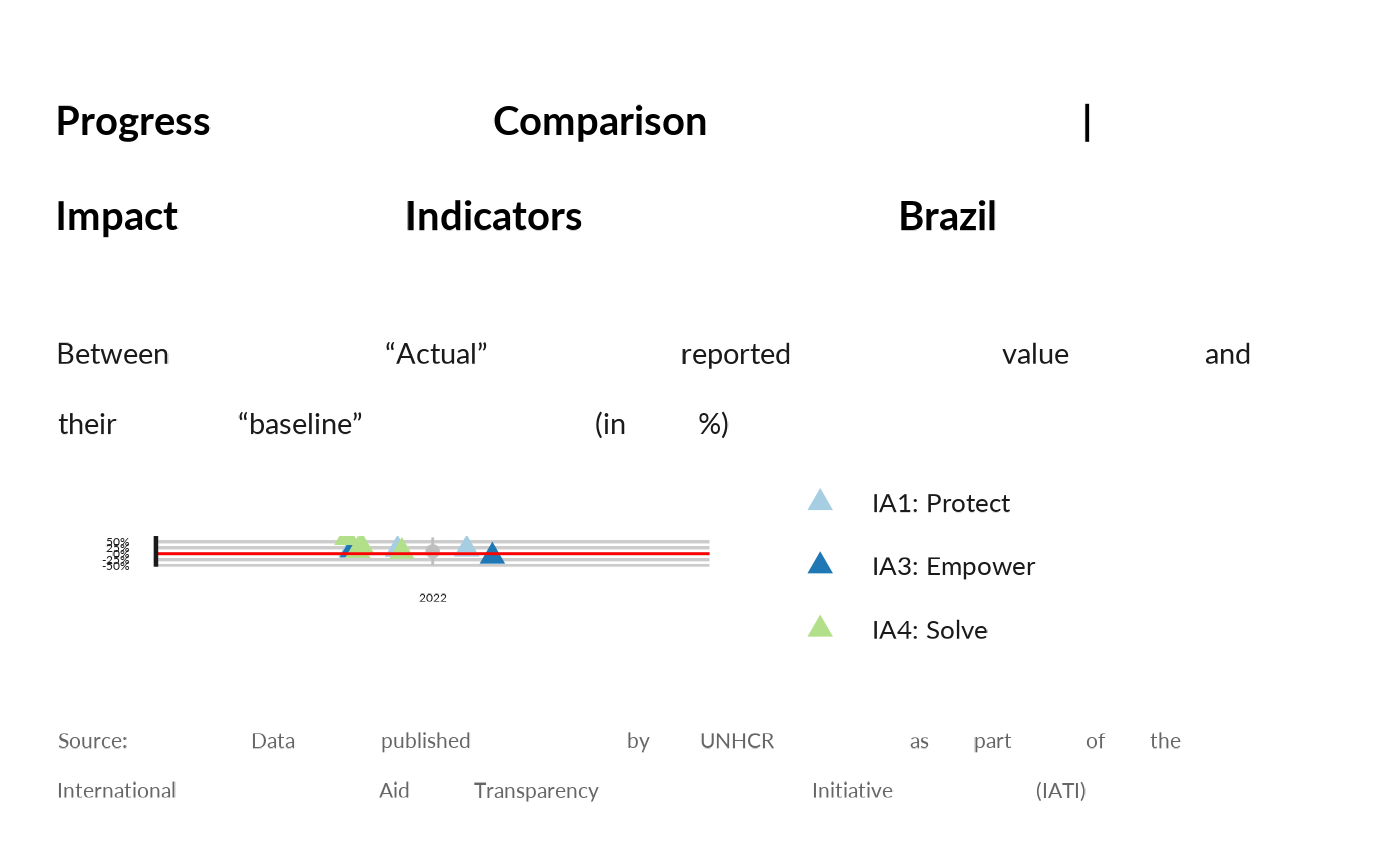 Progress Comparison |
Impact Indicators Brazil
Between “Actual” reported value and
their “baseline” (in %)
50%
25%
0%
-25%
-50%
2022
IA1: Protect
IA3: Empower
IA4: Solve
Source: Data published by UNHCR as part of the
International Aid Transparency Initiative (IATI)